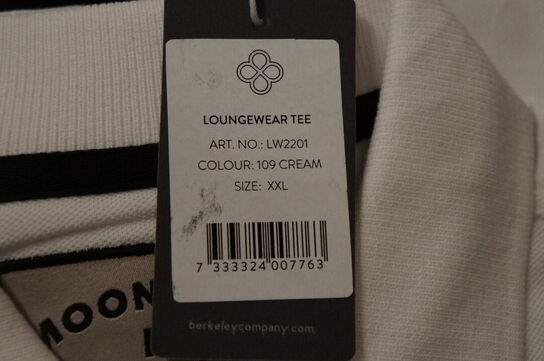 LOUNGEWEAR TEE
ART. NO.: LW2201
COLOUR: 109 CREAM
SIZE: XXL
7 333324 007763
berkeleycompany.com
MOON